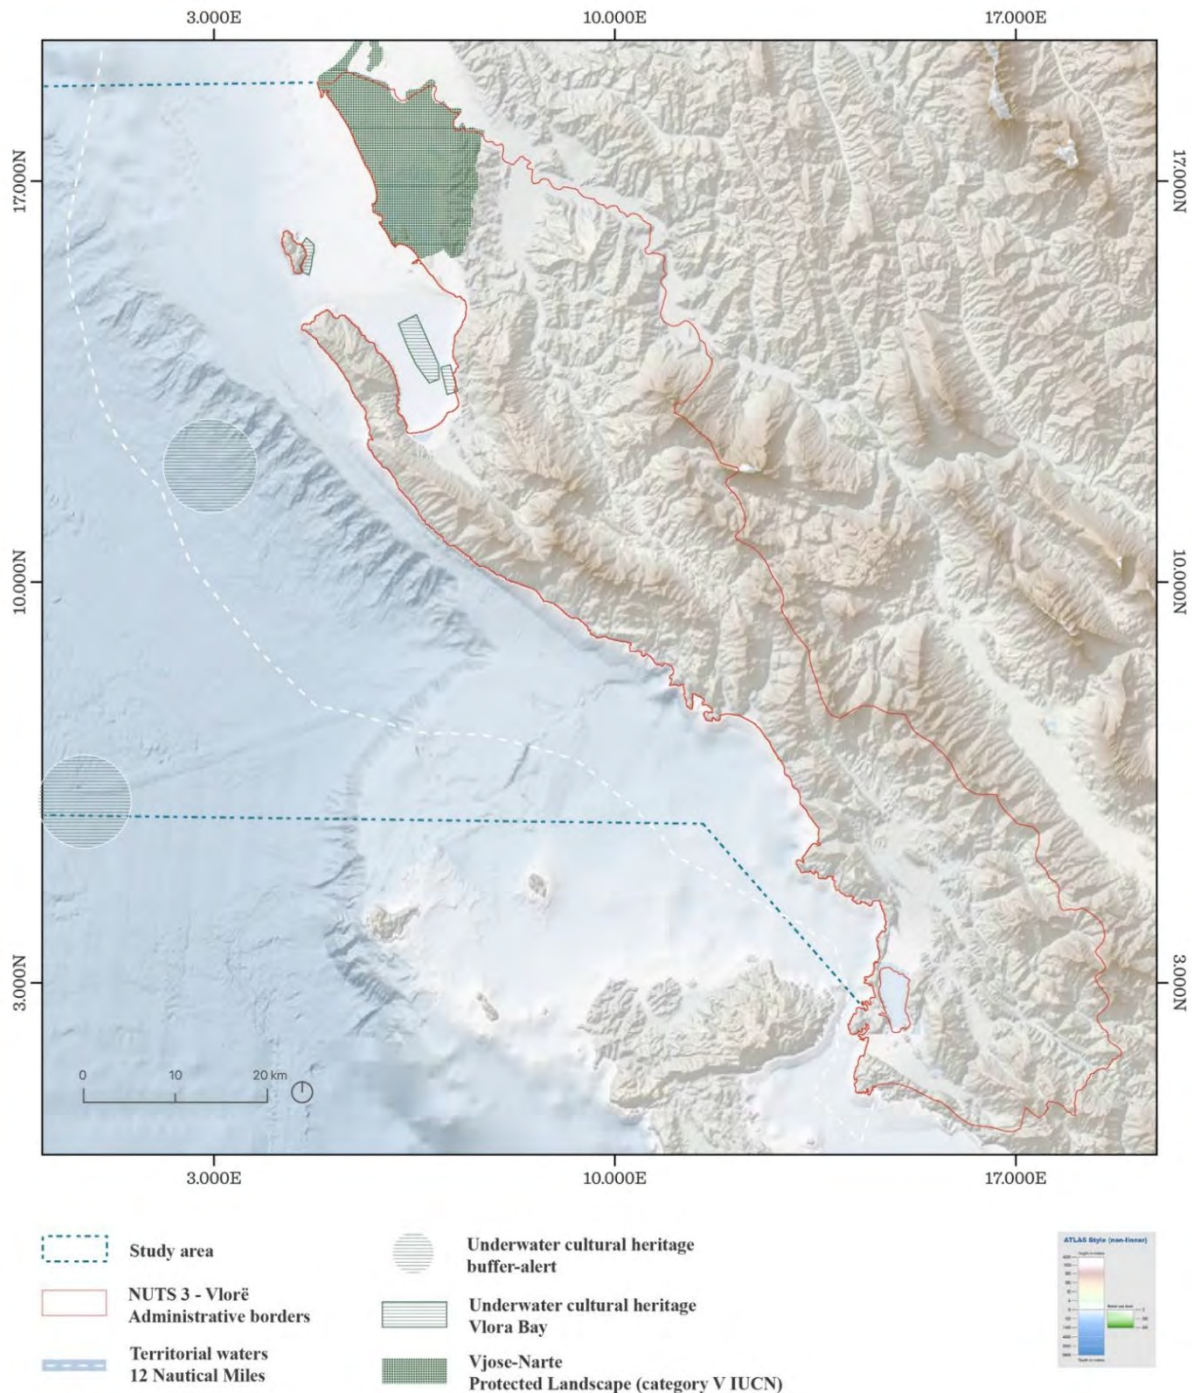 3.000E
10.000E
17.000E
17.000N
17.000N
10.000N
10.000N
3.000N
3.000N
0
10
20 km
3.000E
10.000E
17.000E
Study area
NUTS 3 - Vlorë
Administrative borders
Territorial waters
12 Nautical Miles
Underwater cultural heritage
buffer-alert
Underwater cultural heritage
Vlora Bay
Vjose-Narte
Protected Landscape (category V IUCN)
ATLAS Style (non-linner)